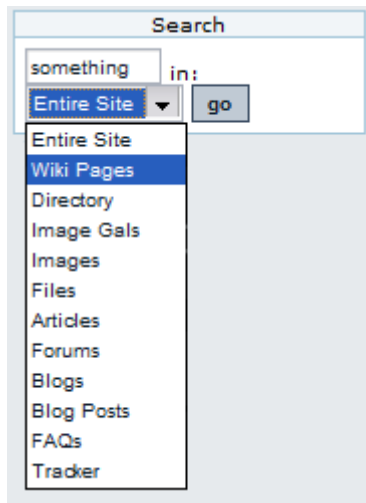 Search
something in:
Entire Site go
Entire Site
Wiki Pages
Directory
Image Gals
Images
Files
Articles
Forums
Blogs
Blog Posts
FAQs
Tracker